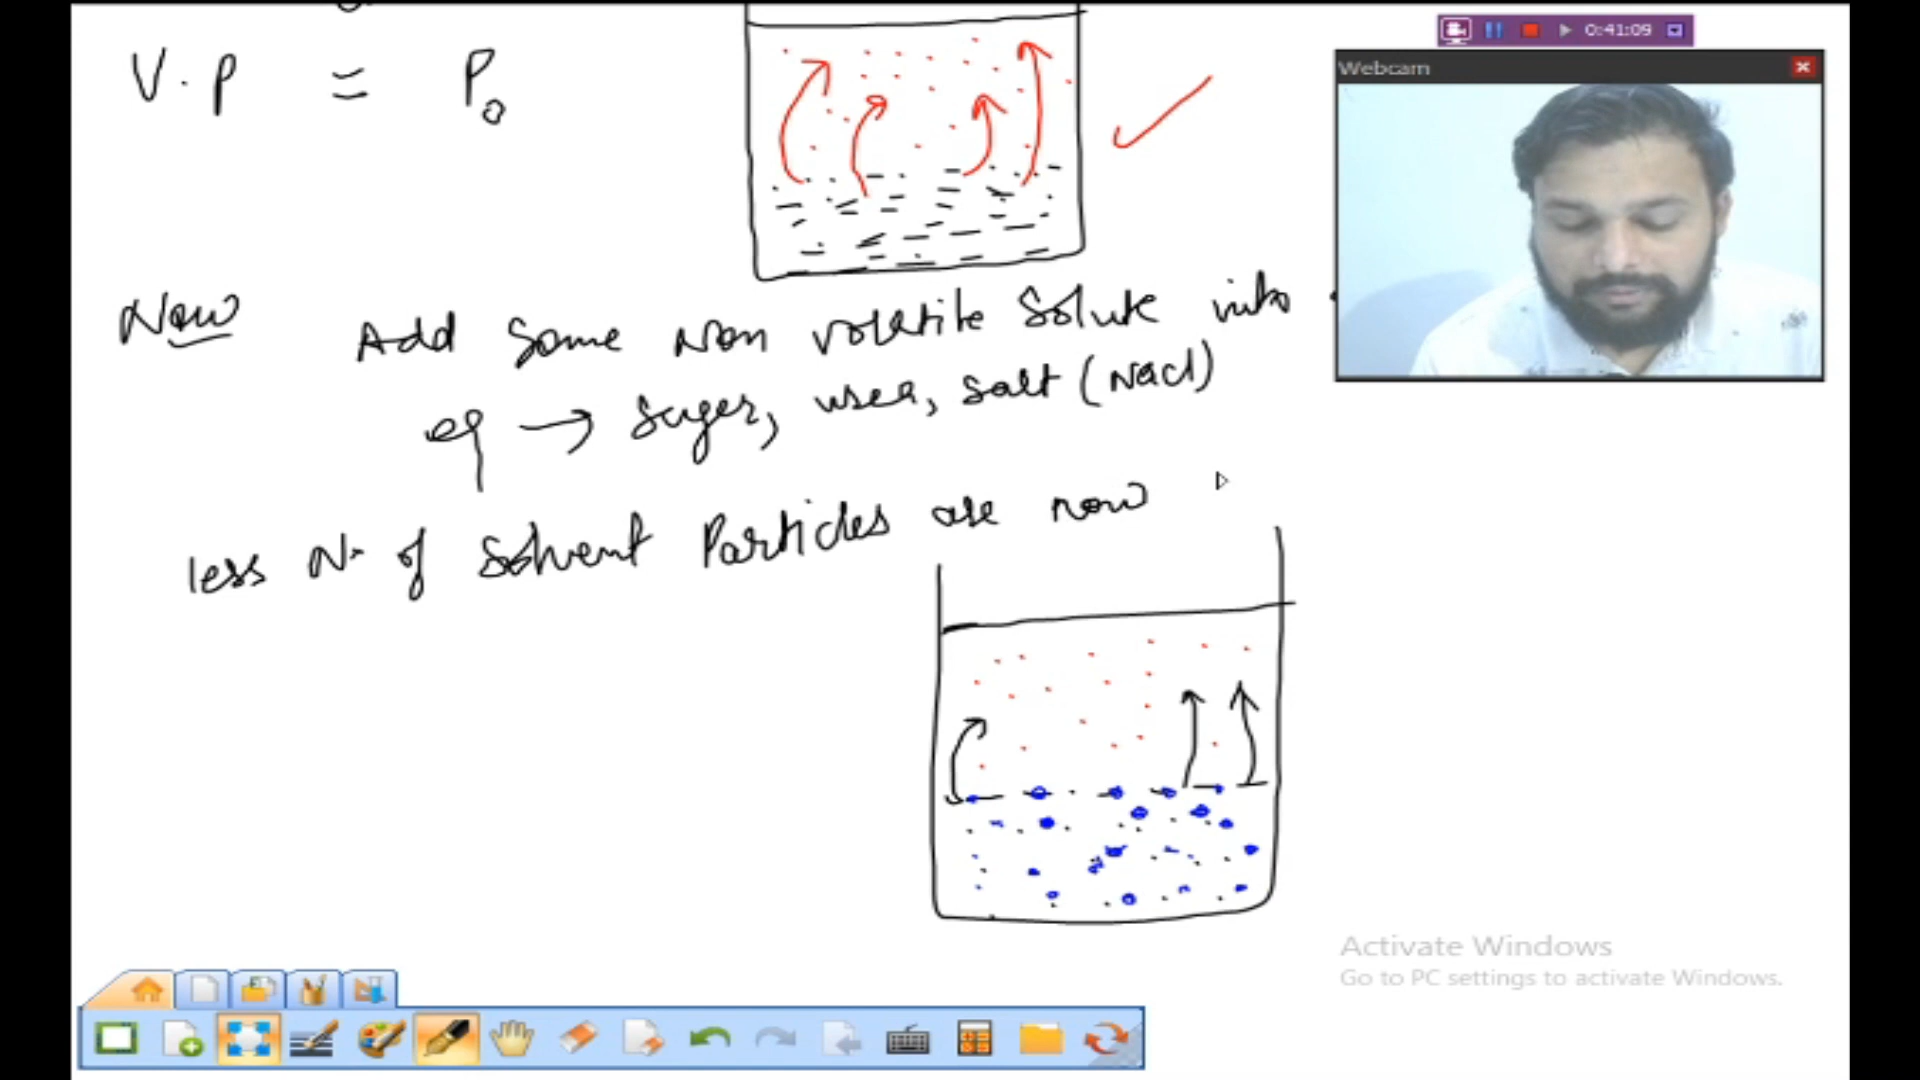 V.P = P₀
0:41:09
Webcam
Now Add Some Non volatile Solute into
eg → Suger, urea, salt (Nacl)
less No of Solvent Particles are now
Activate Windows
Go to PC settings to activate Windows.